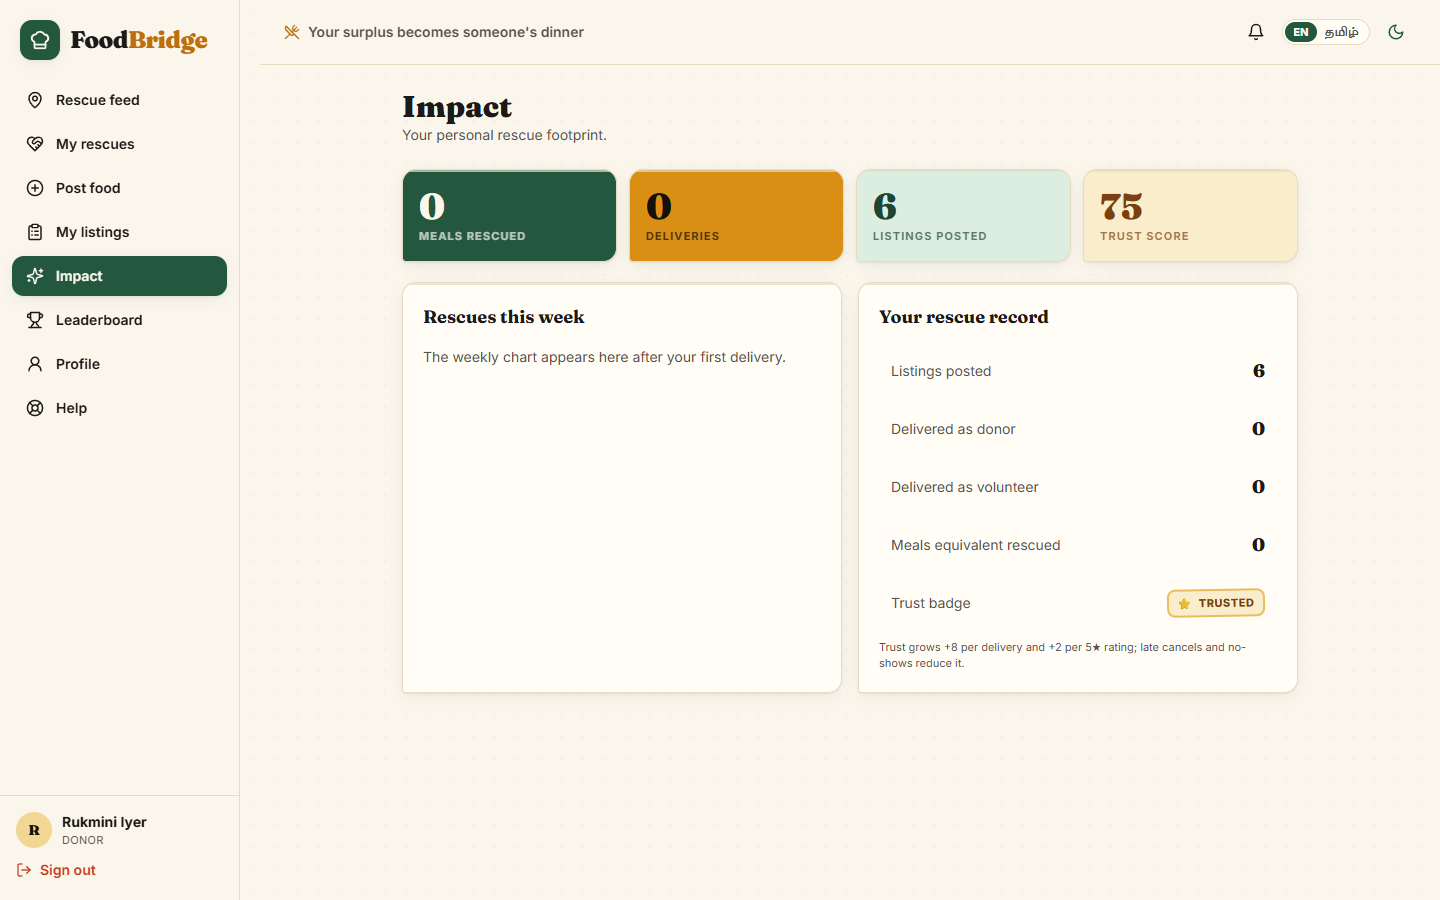 FoodBridge
Rescue feed
My rescues
Post food
My listings
Impact
Leaderboard
Profile
Help
R
Rukmini Iyer
DONOR
Sign out
Your surplus becomes someone's dinner
EN
தமிழ்
Impact
Your personal rescue footprint.
0
MEALS RESCUED
0
DELIVERIES
6
LISTINGS POSTED
75
TRUST SCORE
Rescues this week
The weekly chart appears here after your first delivery.
Your rescue record
Listings posted 6
Delivered as donor 0
Delivered as volunteer 0
Meals equivalent rescued 0
Trust badge ⭐ TRUSTED
Trust grows +8 per delivery and +2 per 5★ rating; late cancels and no-
shows reduce it.